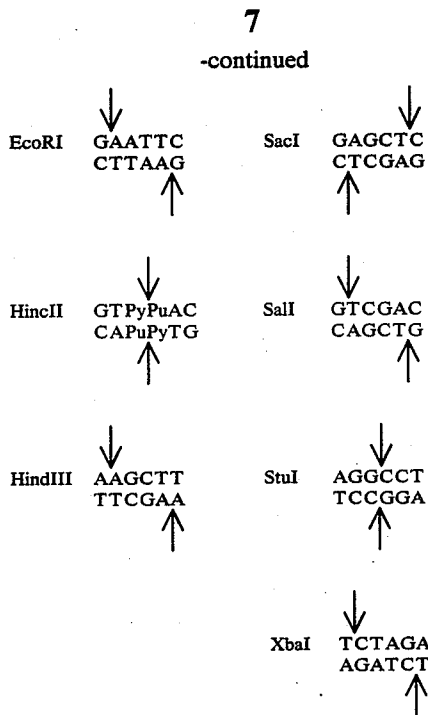 7
-continued
EcoRI GAATTC
CTTAAG
SacI GAGCTC
CTCGAG
HincII GTPyPuAC
CAPuPyTG
SalI GTCGAC
CAGCTG
HindIII AAGCTT
TTCGAA
StuI AGGCCT
TCCGGA
XbaI TCTAGA
AGATCT